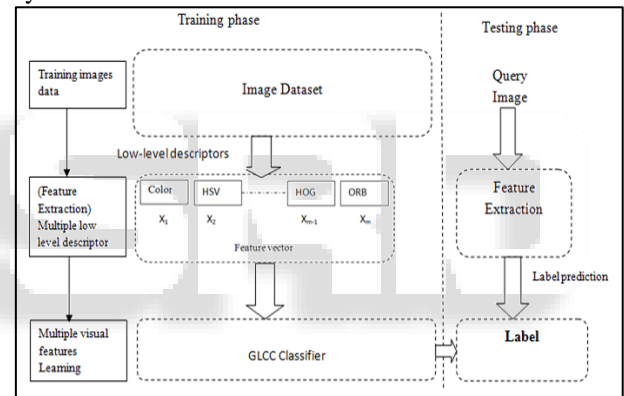 Training phase
Testing phase
Training images
data
Image Dataset
Query
Image
Low-level descriptors
(Feature
Extraction)
Multiple low
level descriptor
Color HSV HOG ORB
X₁ X₂ Xₘ₋₁ Xₘ
Feature vector
Feature
Extraction
Label prediction
Multiple visual
features
Learning
GLCC Classifier
Label